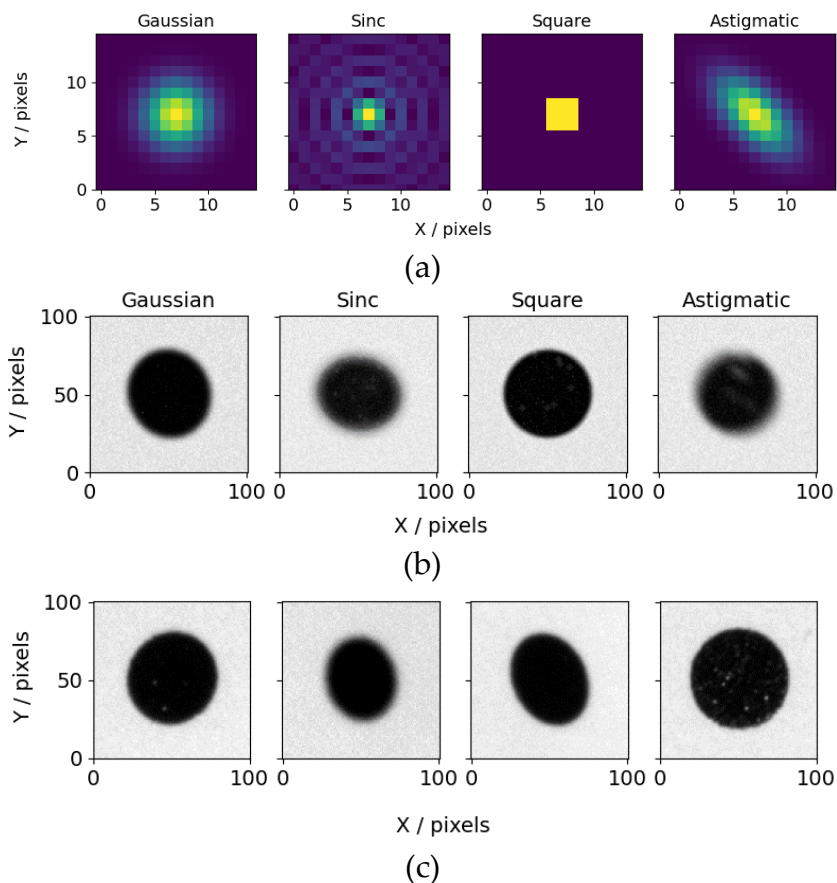 Gaussian Sinc Square Astigmatic
Y / pixels
10
5
0
0 5 10 0 5 10 0 5 10 0 5 10
X / pixels
(a)
Gaussian Sinc Square Astigmatic
100
Y / pixels
50
0
0 100 0 100 0 100 0 100
X / pixels
(b)
100
Y / pixels
50
0
0 100 0 100 0 100 0 100
X / pixels
(c)